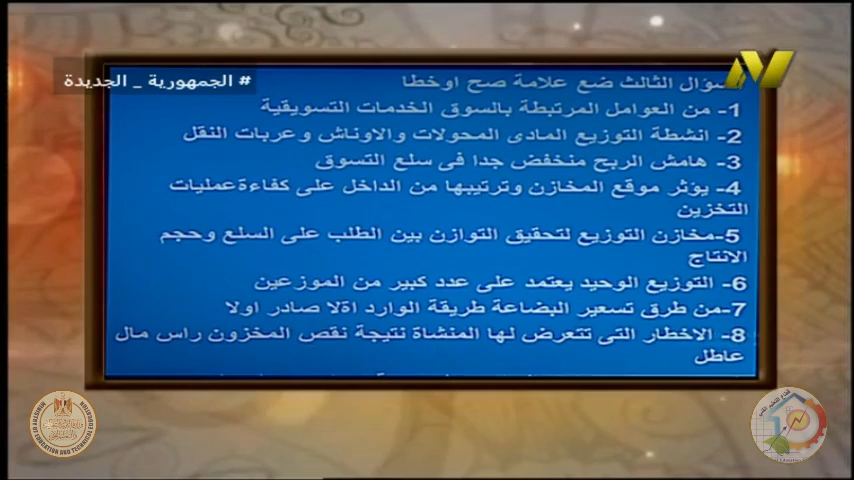 # الجمهورية _ الجديدة
سؤال الثالث ضع علامة صح اوخطا
1- من العوامل المرتبطة بالسوق الخدمات التسويقية
2- انشطة التوزيع المادى المحولات والاوناش وعربات النقل
3- هامش الربح منخفض جدا فى سلع التسوق
4- يؤثر موقع المخازن وترتيبها من الداخل على كفاءةعمليات
التخزين
5-مخازن التوزيع لتحقيق التوازن بين الطلب على السلع وحجم
الانتاج
6- التوزيع الوحيد يعتمد على عدد كبير من الموزعين
7-من طرق تسعير البضاعة طريقة الوارد اةلا صادر اولا
8- الاخطار التى تتعرض لها المنشاة نتيجة نقص المخزون راس مال
عاطل